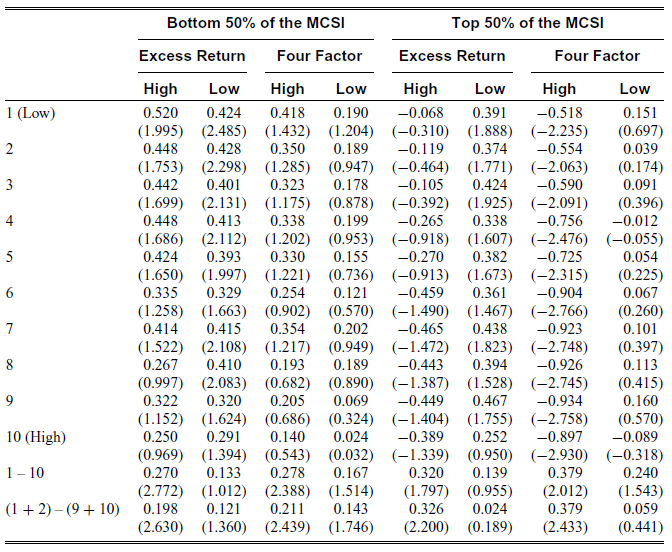 Bottom 50% of the MCSI Top 50% of the MCSI
Excess Return Four Factor Excess Return Four Factor
High Low High Low High Low High Low
1 (Low) 0.520 0.424 0.418 0.190 −0.068 0.391 −0.518 0.151
(1.995) (2.485) (1.432) (1.204) (−0.310) (1.888) (−2.235) (0.697)
2 0.448 0.428 0.350 0.189 −0.119 0.374 −0.554 0.039
(1.753) (2.298) (1.285) (0.947) (−0.464) (1.771) (−2.063) (0.174)
3 0.442 0.401 0.323 0.178 −0.105 0.424 −0.590 0.091
(1.699) (2.131) (1.175) (0.878) (−0.392) (1.925) (−2.091) (0.396)
4 0.448 0.413 0.338 0.199 −0.265 0.338 −0.756 −0.012
(1.686) (2.112) (1.202) (0.953) (−0.918) (1.607) (−2.476) (−0.055)
5 0.424 0.393 0.330 0.155 −0.270 0.382 −0.725 0.054
(1.650) (1.997) (1.221) (0.736) (−0.913) (1.673) (−2.315) (0.225)
6 0.335 0.329 0.254 0.121 −0.459 0.361 −0.904 0.067
(1.258) (1.663) (0.902) (0.570) (−1.490) (1.467) (−2.766) (0.260)
7 0.414 0.415 0.354 0.202 −0.465 0.438 −0.923 0.101
(1.522) (2.108) (1.217) (0.949) (−1.472) (1.823) (−2.748) (0.397)
8 0.267 0.410 0.193 0.189 −0.443 0.394 −0.926 0.113
(0.997) (2.083) (0.682) (0.890) (−1.387) (1.528) (−2.745) (0.415)
9 0.322 0.320 0.205 0.069 −0.449 0.467 −0.934 0.160
(1.152) (1.624) (0.686) (0.324) (−1.404) (1.755) (−2.758) (0.570)
10 (High) 0.250 0.291 0.140 0.024 −0.389 0.252 −0.897 −0.089
(0.969) (1.394) (0.543) (0.032) (−1.339) (0.950) (−2.930) (−0.318)
1 – 10 0.270 0.133 0.278 0.167 0.320 0.139 0.379 0.240
(2.772) (1.012) (2.388) (1.514) (1.797) (0.955) (2.012) (1.543)
(1 + 2) – (9 + 10) 0.198 0.121 0.211 0.143 0.326 0.024 0.379 0.059
(2.630) (1.360) (2.439) (1.746) (2.200) (0.189) (2.433) (0.441)